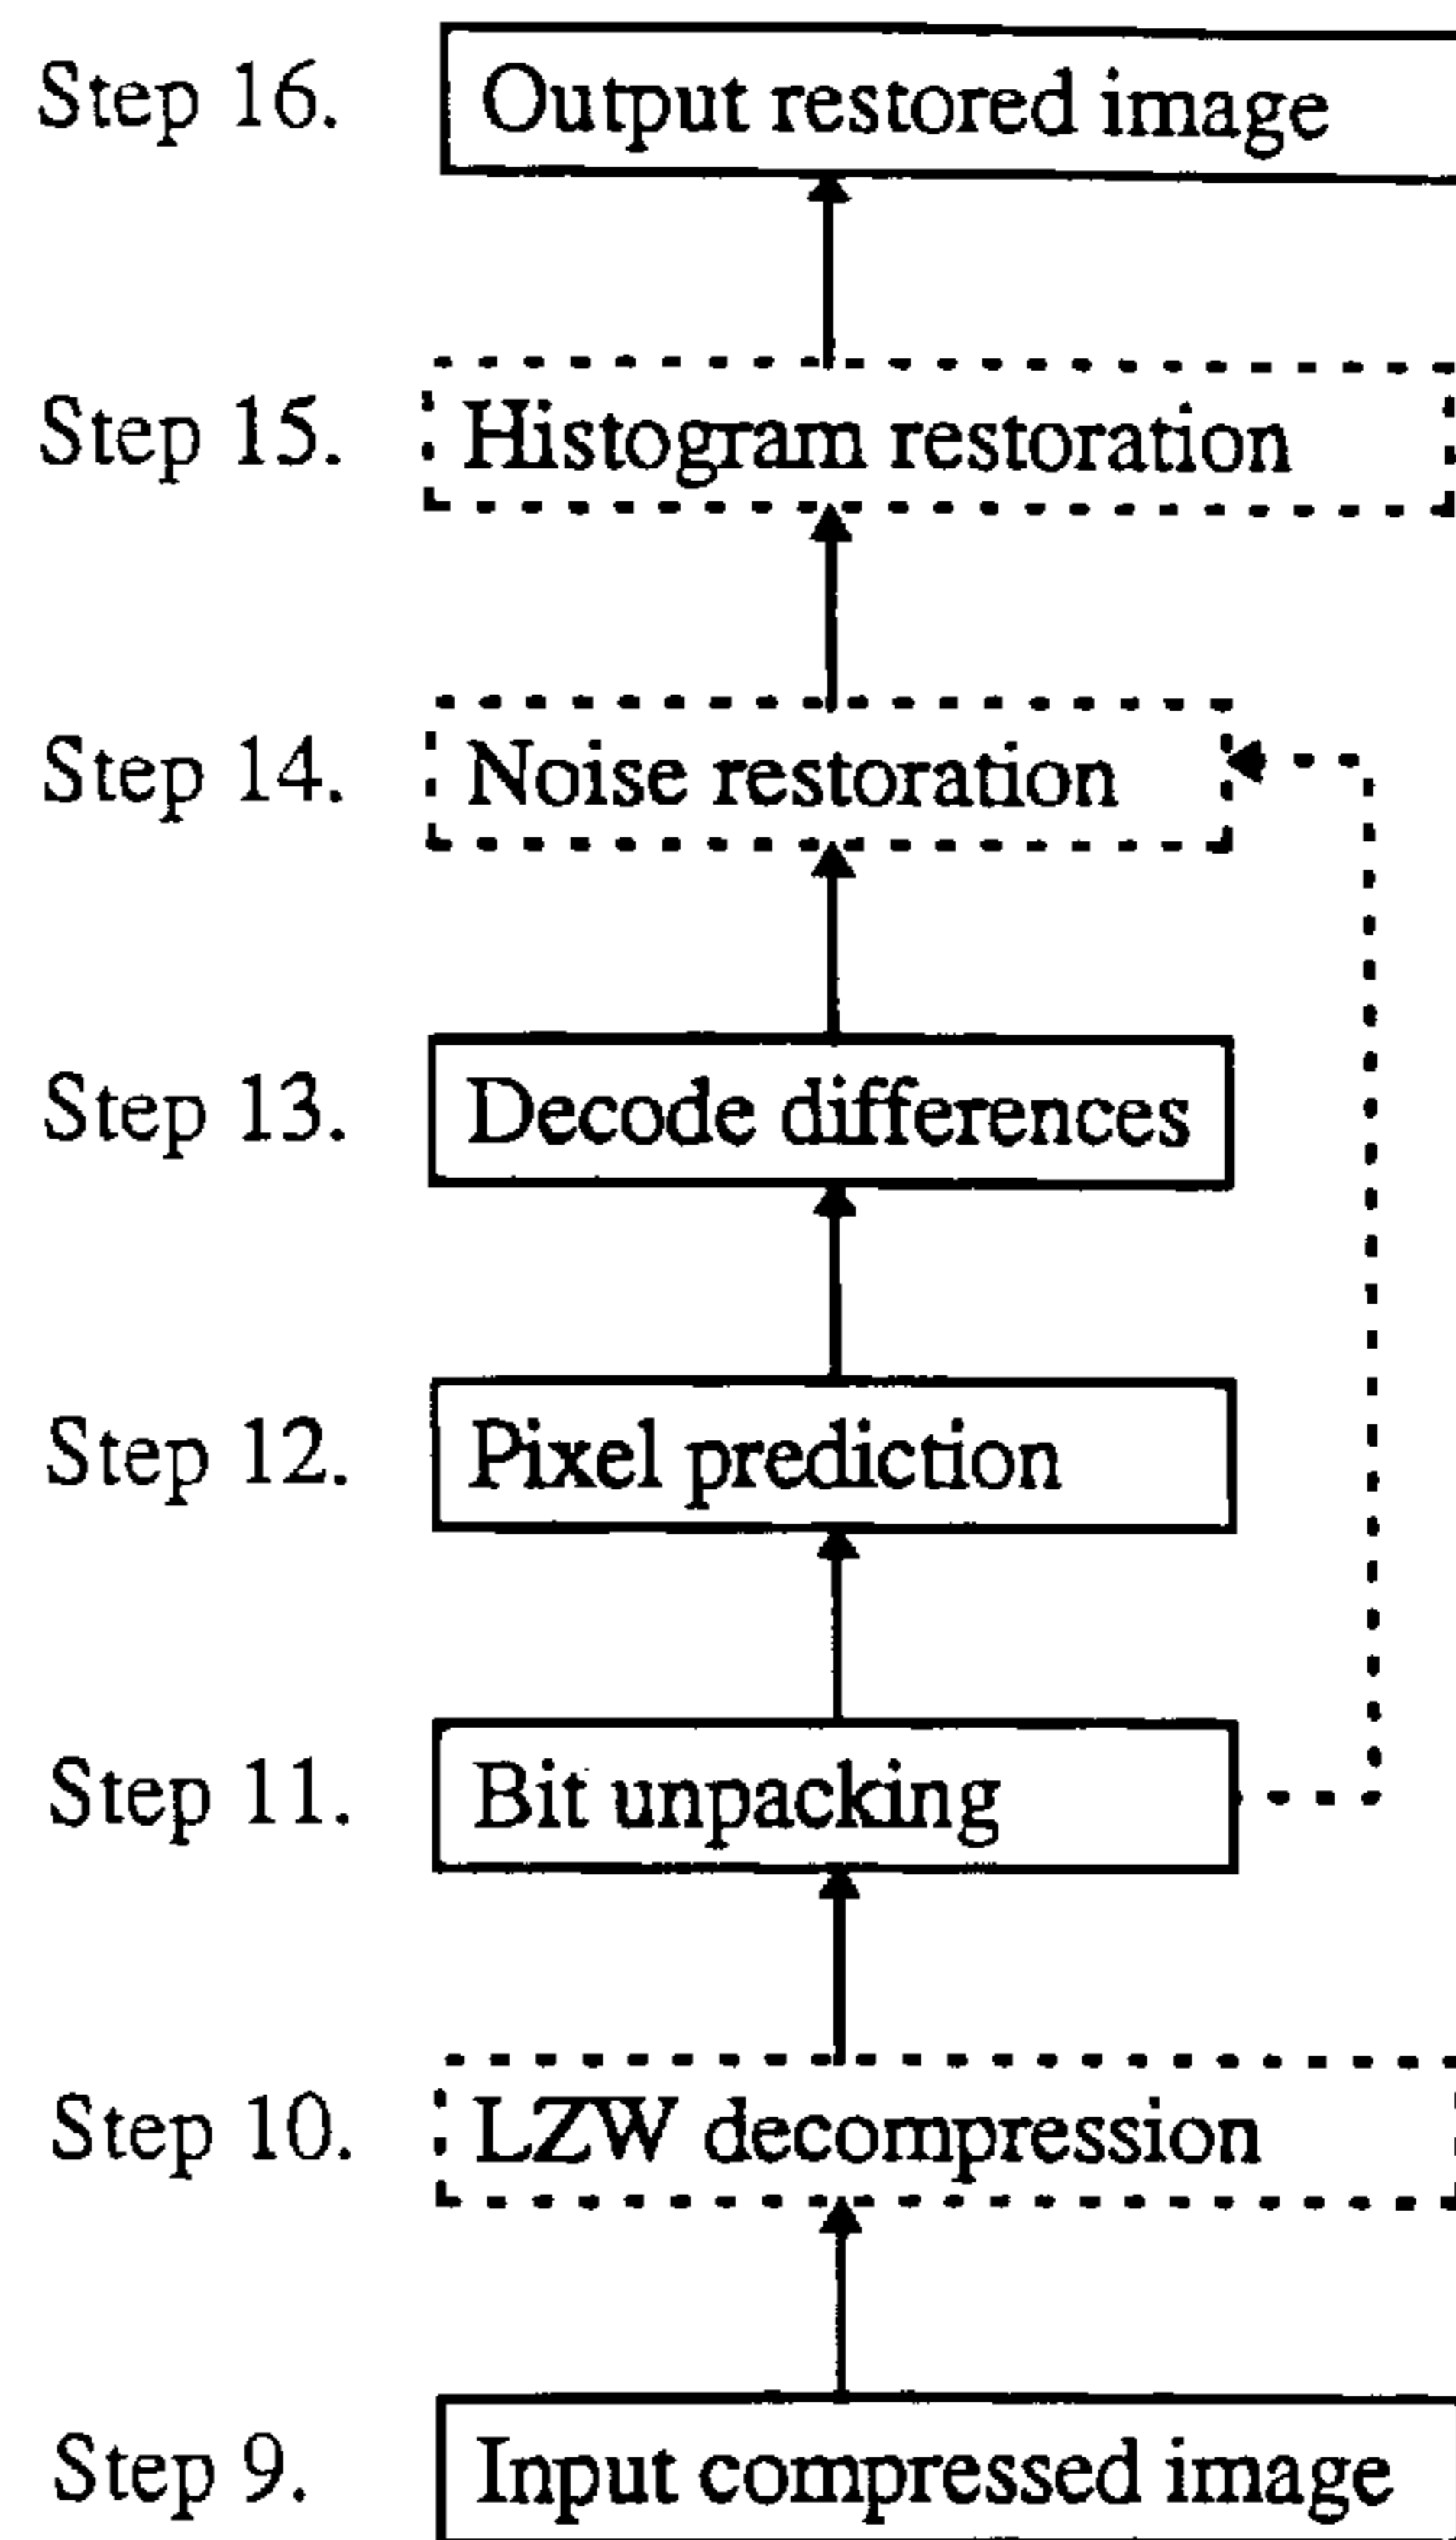 Step 16. Output restored image
Step 15. Histogram restoration
Step 14. Noise restoration
Step 13. Decode differences
Step 12. Pixel prediction
Step 11. Bit unpacking
Step 10. LZW decompression
Step 9. Input compressed image